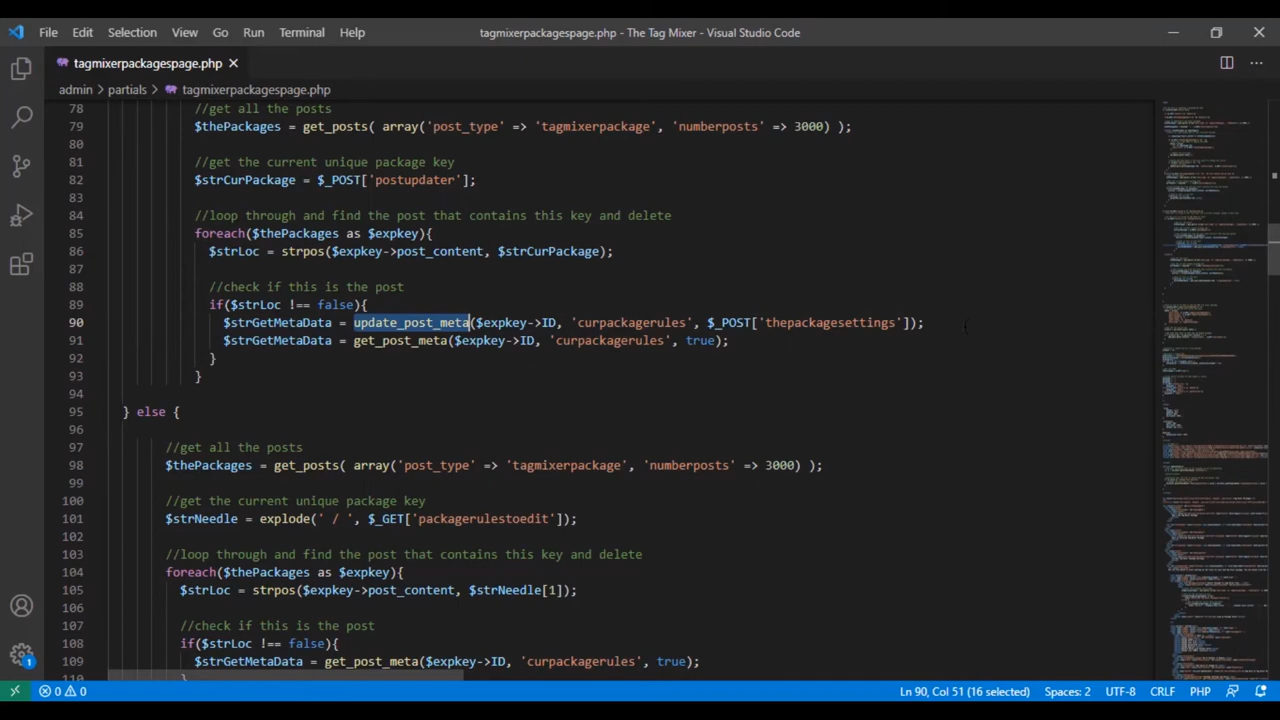 File Edit Selection View Go Run Terminal Help tagmixerpackagespage.php - The Tag Mixer - Visual Studio Code
tagmixerpackagespage.php
admin > partials > tagmixerpackagespage.php
78 //get all the posts
79 $thePackages = get_posts( array('post_type' => 'tagmixerpackage', 'numberposts' => 3000) );
80
81 //get the current unique package key
82 $strCurPackage = $_POST['postupdater'];
83
84 //loop through and find the post that contains this key and delete
85 foreach($thePackages as $expkey){
86 $strLoc = strpos($expkey->post_content, $strCurPackage);
87
88 //check if this is the post
89 if($strLoc !== false){
90 $strGetMetaData = update_post_meta($expkey->ID, 'curpackagerules', $_POST['thepackagesettings']);
91 $strGetMetaData = get_post_meta($expkey->ID, 'curpackagerules', true);
92 }
93 }
94
95 } else {
96
97 //get all the posts
98 $thePackages = get_posts( array('post_type' => 'tagmixerpackage', 'numberposts' => 3000) );
99
100 //get the current unique package key
101 $strNeedle = explode(' / ', $_GET['packagerulestoedit']);
102
103 //loop through and find the post that contains this key and delete
104 foreach($thePackages as $expkey){
105 $strLoc = strpos($expkey->post_content, $strNeedle[1]);
106
107 //check if this is the post
108 if($strLoc !== false){
109 $strGetMetaData = get_post_meta($expkey->ID, 'curpackagerules', true);
110 }
1
0 0 Ln 90, Col 51 (16 selected) Spaces: 2 UTF-8 CRLF PHP